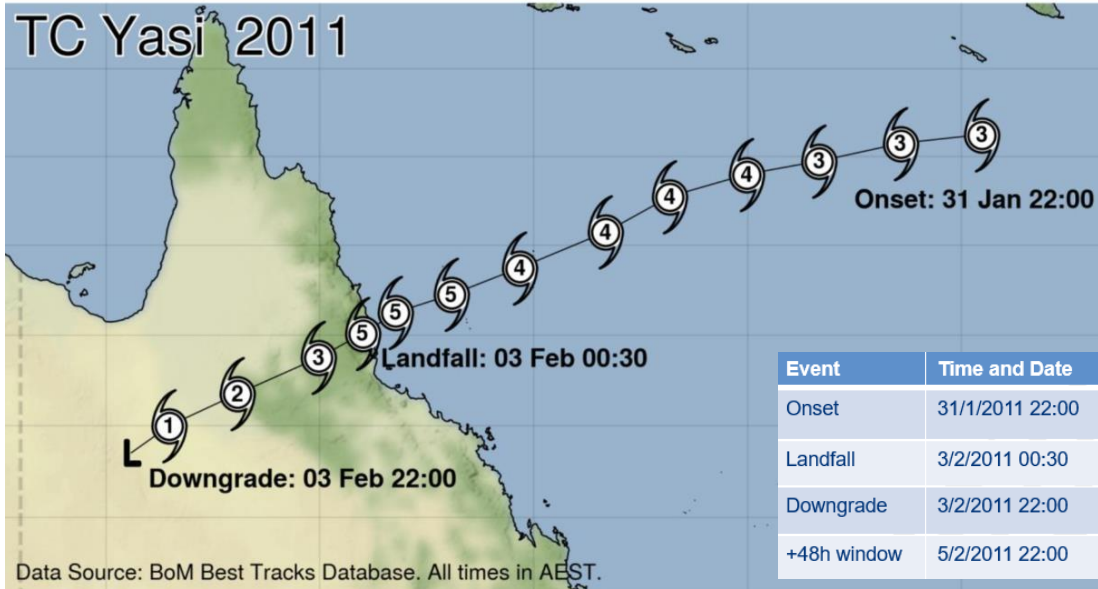 TC Yasi 2011
3
3
3
4
4
4
4
5
5
5
3
2
1
L
Onset: 31 Jan 22:00
Landfall: 03 Feb 00:30
Downgrade: 03 Feb 22:00
Event Time and Date
Onset 31/1/2011 22:00
Landfall 3/2/2011 00:30
Downgrade 3/2/2011 22:00
+48h window 5/2/2011 22:00
Data Source: BoM Best Tracks Database. All times in AEST.